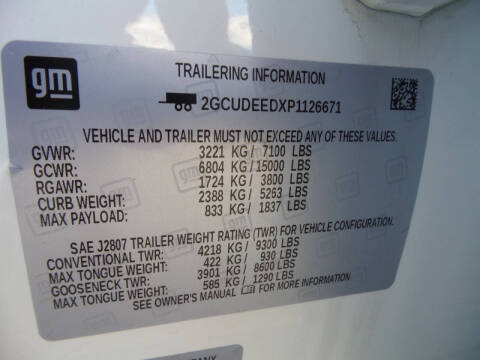 gm
TRAILERING INFORMATION
2GCUDEEDXP1126671
VEHICLE AND TRAILER MUST NOT EXCEED ANY OF THESE VALUES.
GVWR: 3221 KG / 7100 LBS
GCWR: 6804 KG / 15000 LBS
RGAWR: 1724 KG / 3800 LBS
CURB WEIGHT: 2388 KG / 5263 LBS
MAX PAYLOAD: 833 KG / 1837 LBS
SAE J2807 TRAILER WEIGHT RATING (TWR) FOR VEHICLE CONFIGURATION.
CONVENTIONAL TWR: 4218 KG / 9300 LBS
MAX TONGUE WEIGHT: 422 KG / 930 LBS
GOOSENECK TWR: 3901 KG / 8600 LBS
MAX TONGUE WEIGHT: 585 KG / 1290 LBS
SEE OWNER'S MANUAL FOR MORE INFORMATION